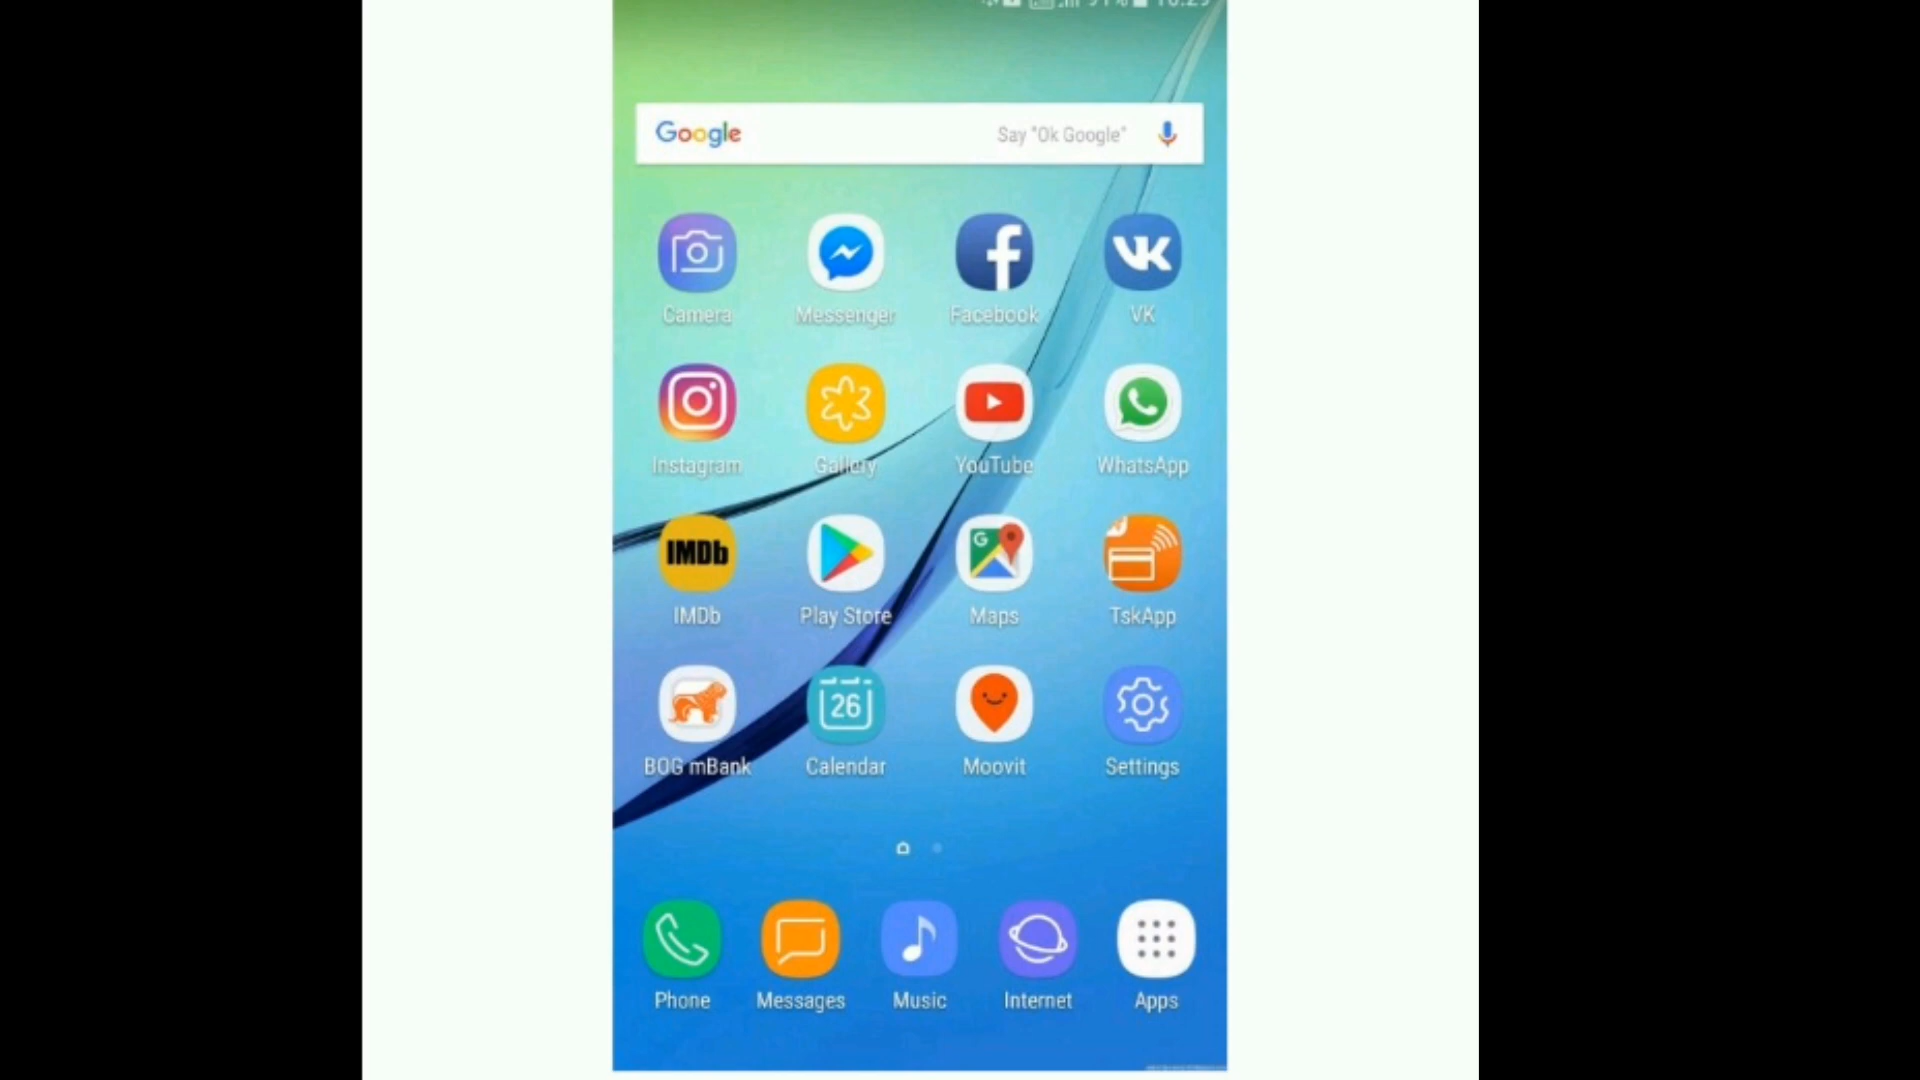 Google Say "Ok Google"
Camera Messenger Facebook VK
Instagram Gallery YouTube WhatsApp
IMDb
IMDb Play Store Maps TskApp
26
BOG mBank Calendar Moovit Settings
Phone Messages Music Internet Apps